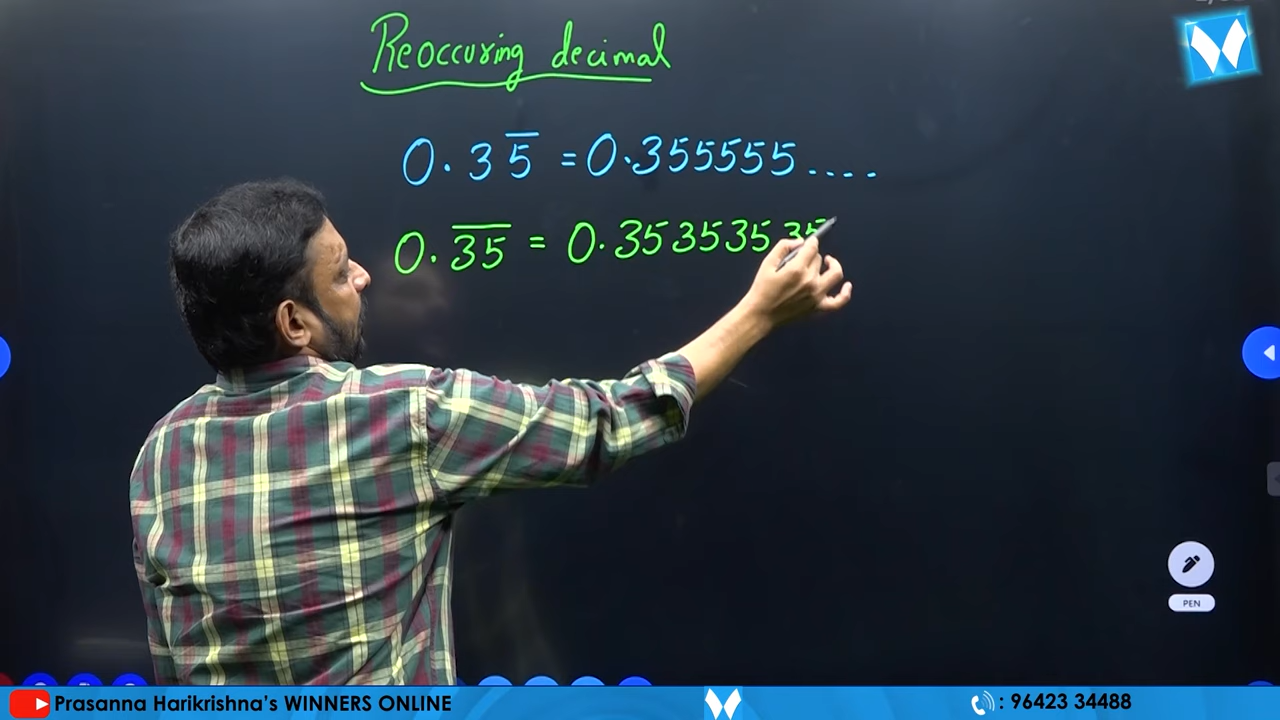 Reoccuring decimal
0.35̅ = 0.355555....
0.3̅5̅ = 0.35353535
PEN
Prasanna Harikrishna's WINNERS ONLINE
: 96423 34488